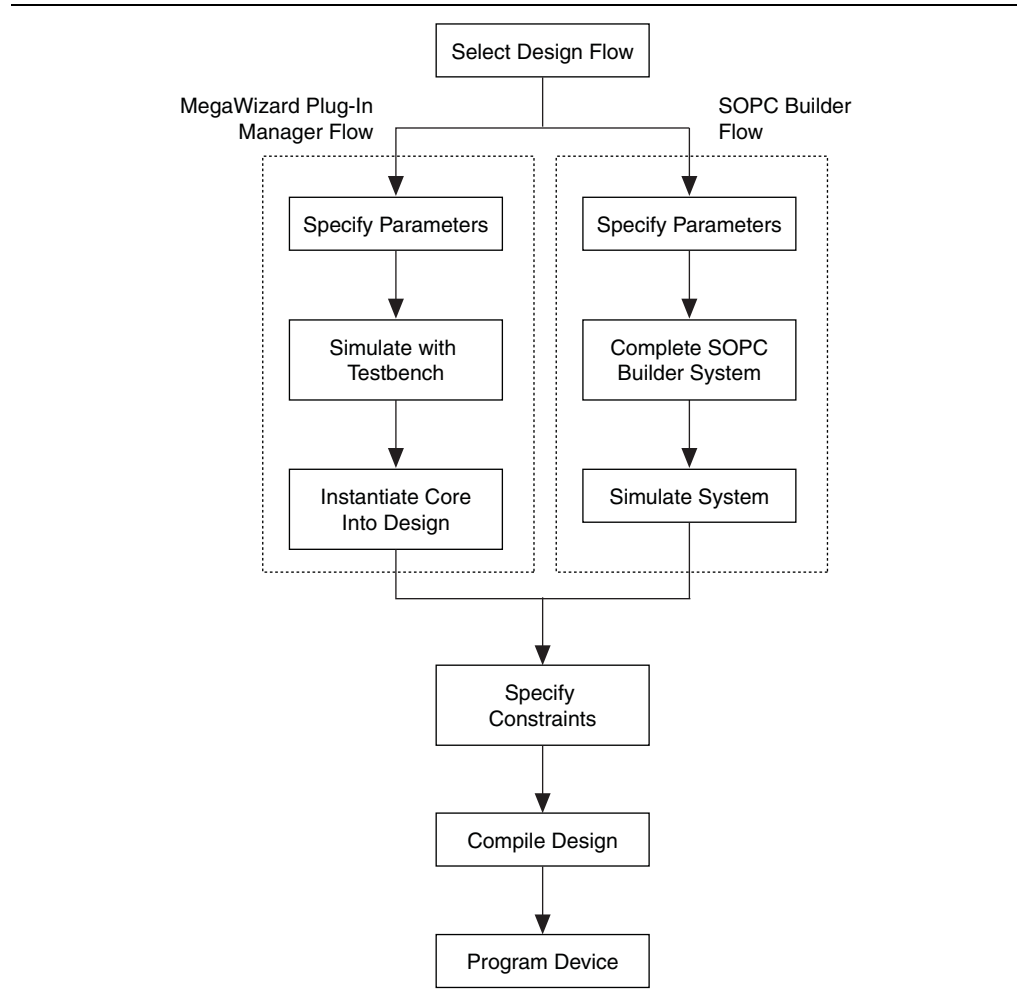 Select Design Flow
MegaWizard Plug-In
Manager Flow
SOPC Builder
Flow
Specify Parameters
Specify Parameters
Simulate with
Testbench
Complete SOPC
Builder System
Instantiate Core
Into Design
Simulate System
Specify
Constraints
Compile Design
Program Device